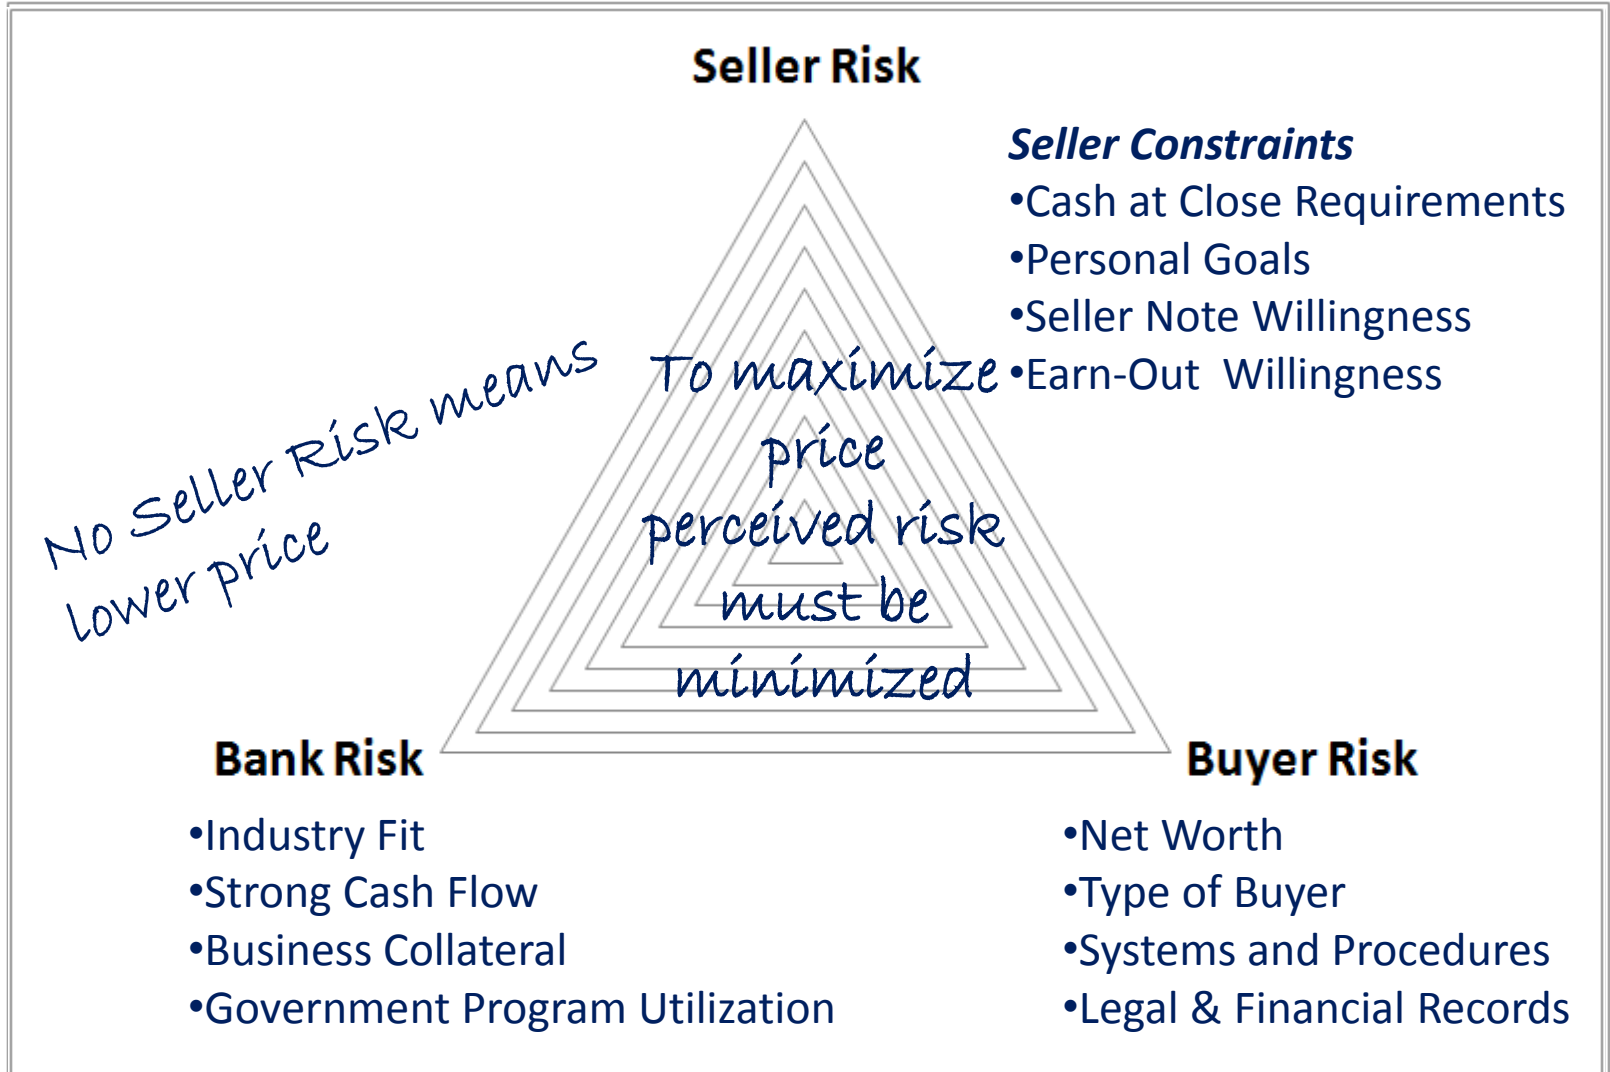 Seller Risk
Seller Constraints
•Cash at Close Requirements
•Personal Goals
•Seller Note Willingness
•Earn-Out  Willingness
No Seller Risk means
lower price
To maximize
price
perceived risk
must be
minimized
Bank Risk
•Industry Fit
•Strong Cash Flow
•Business Collateral
•Government Program Utilization
Buyer Risk
•Net Worth
•Type of Buyer
•Systems and Procedures
•Legal & Financial Records